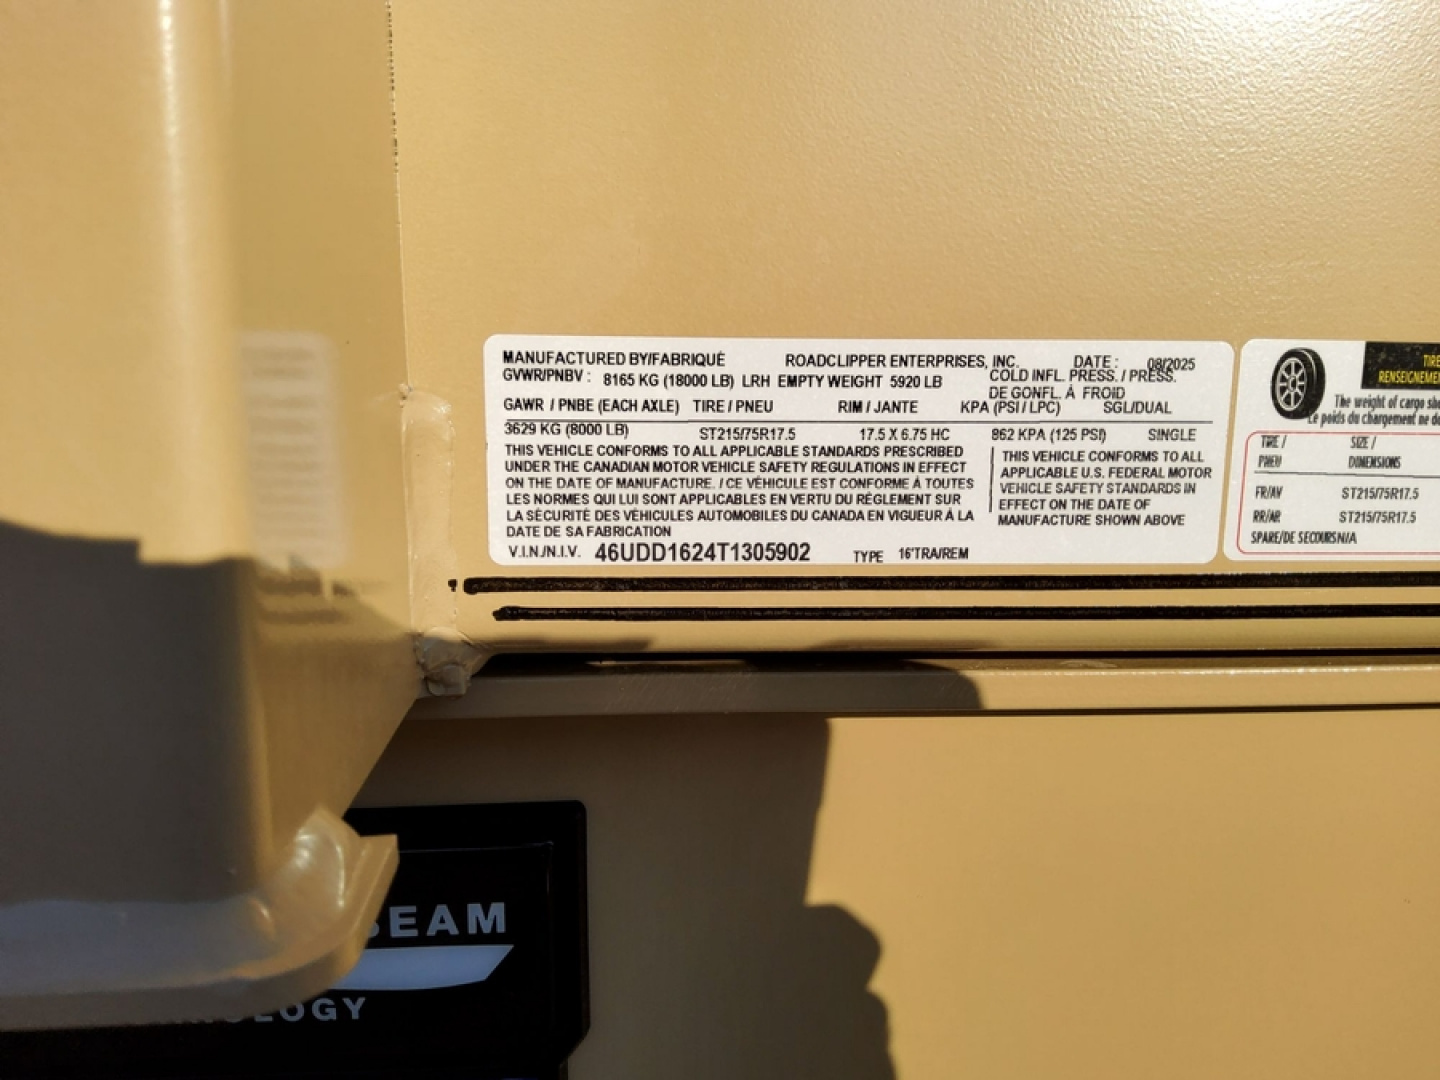 MANUFACTURED BY/FABRIQUÉ ROADCLIPPER ENTERPRISES, INC. DATE : 08/2025
GVWR/PNBV : 8165 KG (18000 LB) LRH EMPTY WEIGHT 5920 LB COLD INFL. PRESS. / PRESS.
DE GONFL. À FROID
GAWR / PNBE (EACH AXLE) TIRE / PNEU RIM / JANTE KPA (PSI / LPC) SGL/DUAL
3629 KG (8000 LB) ST215/75R17.5 17.5 X 6.75 HC 862 KPA (125 PSI) SINGLE
THIS VEHICLE CONFORMS TO ALL APPLICABLE STANDARDS PRESCRIBED
UNDER THE CANADIAN MOTOR VEHICLE SAFETY REGULATIONS IN EFFECT
ON THE DATE OF MANUFACTURE. / CE VÉHICULE EST CONFORME À TOUTES
LES NORMES QUI LUI SONT APPLICABLES EN VERTU DU RÈGLEMENT SUR
LA SÉCURITÉ DES VÉHICULES AUTOMOBILES DU CANADA EN VIGUEUR À LA
DATE DE SA FABRICATION
THIS VEHICLE CONFORMS TO ALL
APPLICABLE U.S. FEDERAL MOTOR
VEHICLE SAFETY STANDARDS IN
EFFECT ON THE DATE OF
MANUFACTURE SHOWN ABOVE
V.I.N./N.I.V. 46UDD1624T1305902 TYPE 16'TRA/REM
TIRE
RENSEIGNEME
The weight of cargo sho
Le poids du chargement ne do
TIRE / SIZE /
PNEU DIMENSIONS
FR/AV ST215/75R17.5
RR/AR ST215/75R17.5
SPARE/DE SECOURS N/A
BEAM
OLOGY